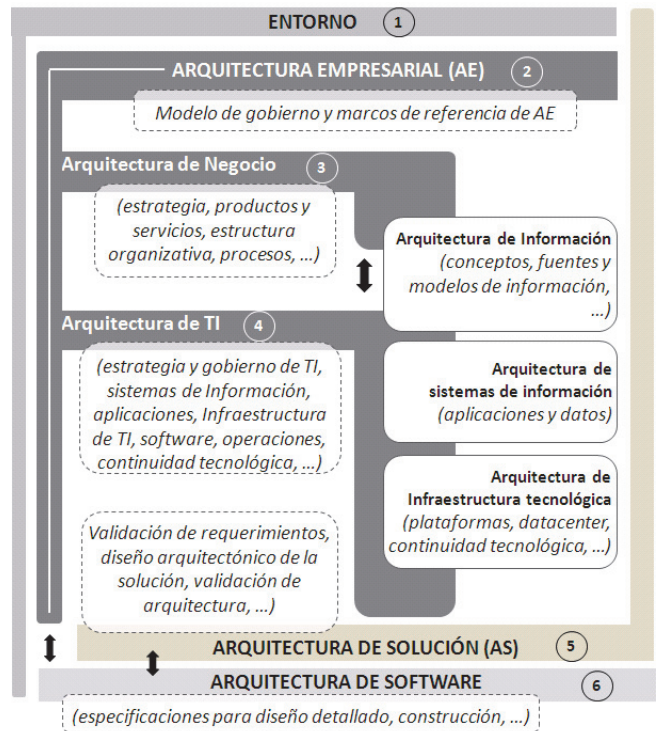 ENTORNO 1
ARQUITECTURA EMPRESARIAL (AE) 2
Modelo de gobierno y marcos de referencia de AE
Arquitectura de Negocio 3
(estrategia, productos y
servicios, estructura
organizativa, procesos, ...)
Arquitectura de Información
(conceptos, fuentes y
modelos de información,
...)
Arquitectura de TI 4
(estrategia y gobierno de TI,
sistemas de Información,
aplicaciones, Infraestructura
de TI, software, operaciones,
continuidad tecnológica, ...)
Arquitectura de
sistemas de información
(aplicaciones y datos)
Arquitectura de
Infraestructura tecnológica
(plataformas, datacenter,
continuidad tecnológica, ...)
Validación de requerimientos,
diseño arquitectónico de la
solución, validación de
arquitectura, ...)
ARQUITECTURA DE SOLUCIÓN (AS) 5
ARQUITECTURA DE SOFTWARE 6
(especificaciones para diseño detallado, construcción, ...)